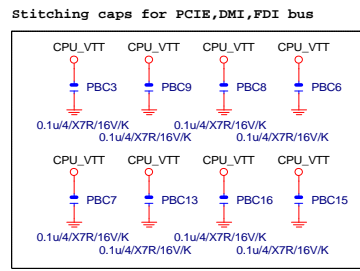 Stitching caps for PCIE,DMI,FDI bus
CPU_VTT CPU_VTT CPU_VTT CPU_VTT
PBC3 PBC9 PBC8 PBC6
0.1u/4/X7R/16V/K 0.1u/4/X7R/16V/K
0.1u/4/X7R/16V/K 0.1u/4/X7R/16V/K
CPU_VTT CPU_VTT CPU_VTT CPU_VTT
PBC7 PBC13 PBC16 PBC15
0.1u/4/X7R/16V/K 0.1u/4/X7R/16V/K
0.1u/4/X7R/16V/K 0.1u/4/X7R/16V/K